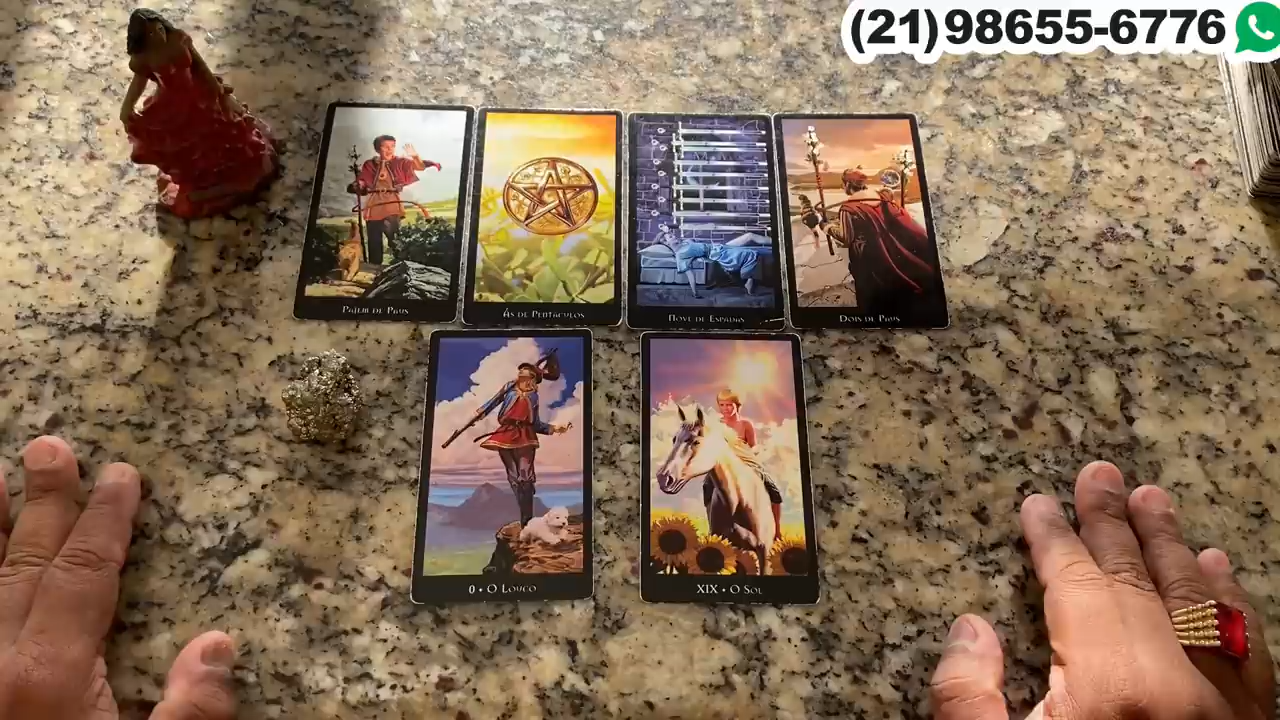 (21)98655-6776
Pajem de Paus
Ás de Pentáculos
Nove de Espadas
Dois de Paus
0 • O Louco
XIX • O Sol